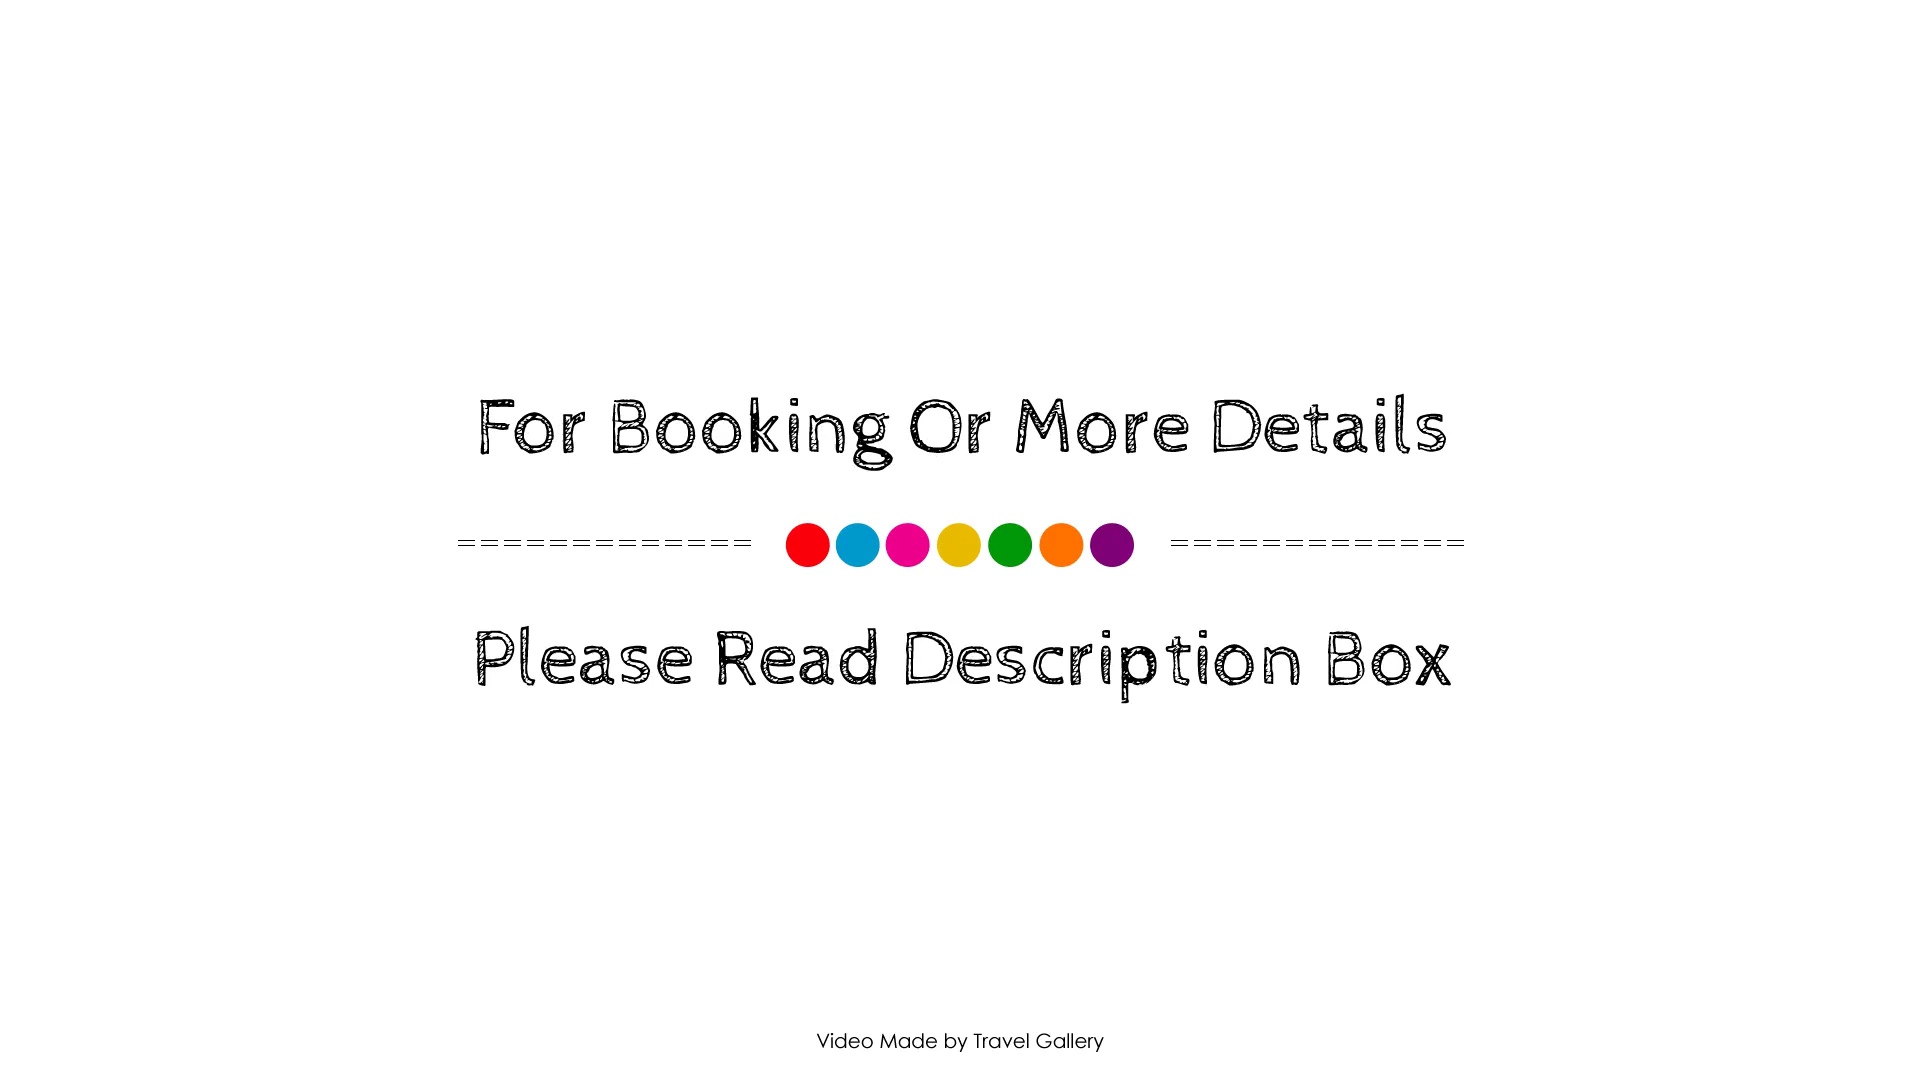 For Booking Or More Details
============= =============
Please Read Description Box
Video Made by Travel Gallery